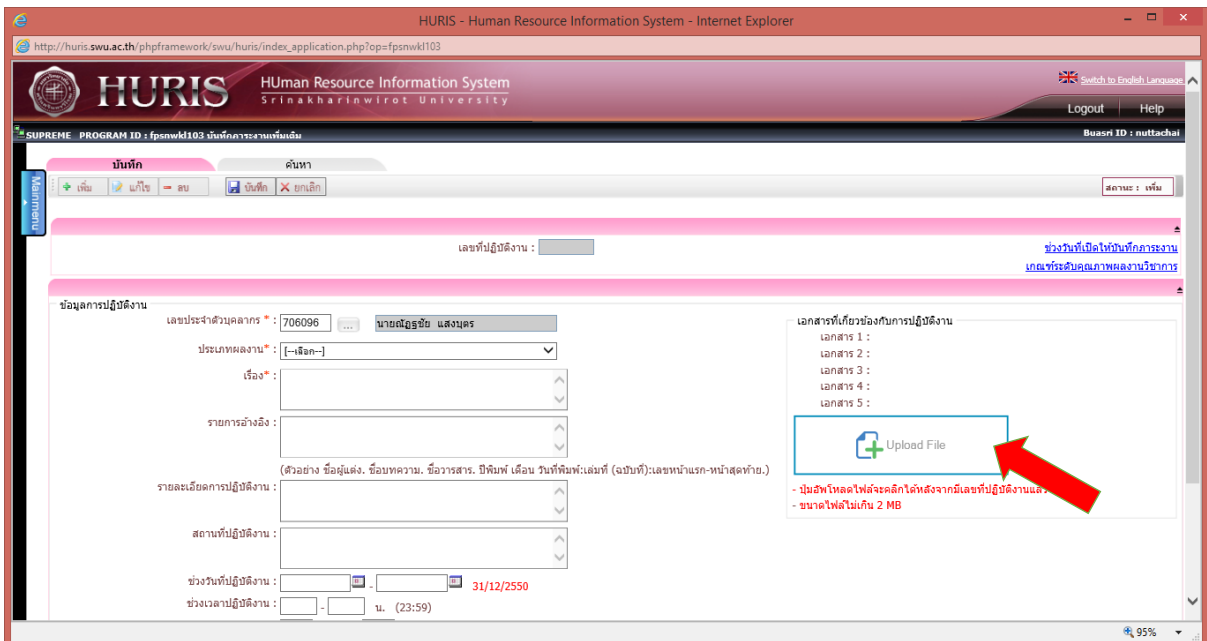 HURIS - Human Resource Information System - Internet Explorer
http://huris.swu.ac.th/phpframework/swu/huris/index_application.php?op=fpsnwkl103
HURIS HUman Resource Information System
Srinakharinwirot University
Switch to English Language
Logout Help
SUPREME PROGRAM ID : fpsnwkl103 บันทึกภาระงานเพิ่มเติม Buasri ID : nuttachai
บันทึก ค้นหา
Mainmenu
เพิ่ม แก้ไข ลบ บันทึก ยกเลิก สถานะ : เพิ่ม
เลขที่ปฏิบัติงาน : ช่วงวันที่เปิดให้บันทึกภาระงาน
เกณฑ์ระดับคุณภาพผลงานวิชาการ
ข้อมูลการปฏิบัติงาน
เลขประจำตัวบุคลากร * : 706096 ... นายณัฏฐชัย แสงบุตร
ประเภทผลงาน* : [--เลือก--]
เรื่อง* :
รายการอ้างอิง :
(ตัวอย่าง ชื่อผู้แต่ง. ชื่อบทความ. ชื่อวารสาร. ปีพิมพ์ เดือน วันที่พิมพ์:เล่มที่ (ฉบับที่):เลขหน้าแรก-หน้าสุดท้าย.)
รายละเอียดการปฏิบัติงาน :
สถานที่ปฏิบัติงาน :
ช่วงวันที่ปฏิบัติงาน : - 31/12/2550
ช่วงเวลาปฏิบัติงาน : - น. (23:59)
เอกสารที่เกี่ยวข้องกับการปฏิบัติงาน
เอกสาร 1 :
เอกสาร 2 :
เอกสาร 3 :
เอกสาร 4 :
เอกสาร 5 :
Upload File
- ปุ่มอัพโหลดไฟล์จะคลิกได้หลังจากมีเลขที่ปฏิบัติงานแล้ว
- ขนาดไฟล์ไม่เกิน 2 MB
95%